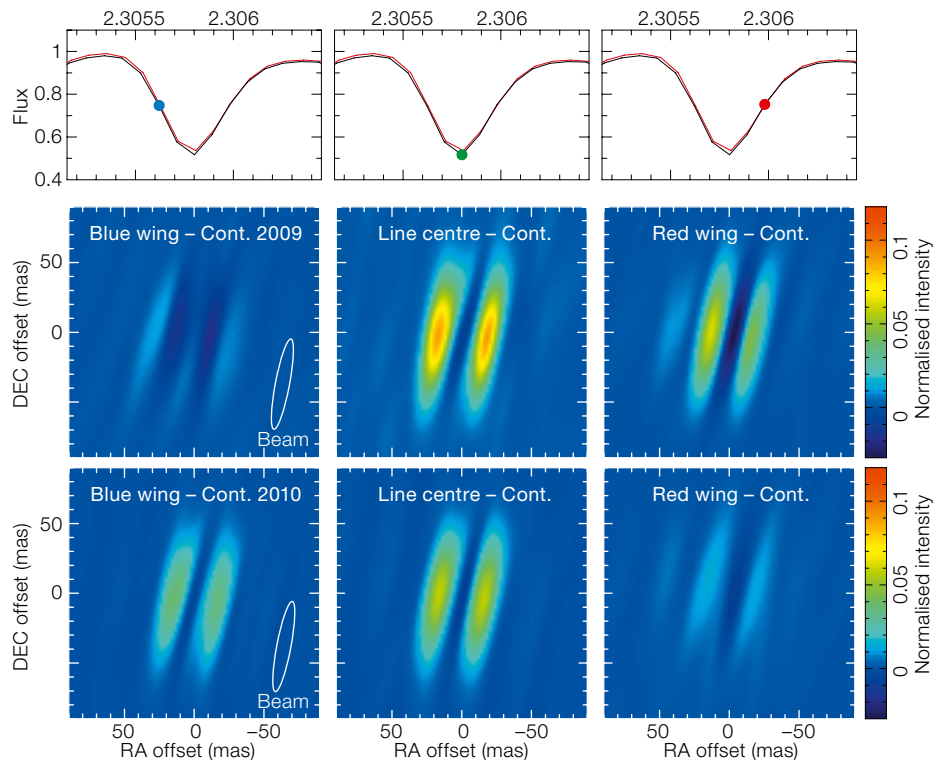 2.3055 2.306 2.306 2.306
1
0.8
0.6
0.4
Flux
Blue wing – Cont. 2009 Line centre – Cont. Red wing – Cont.
50
0
DEC offset (mas)
Beam
0.1
0.05
0
Normalised intensity
Blue wing – Cont. 2010 Line centre – Cont. Red wing – Cont.
50
0
DEC offset (mas)
Beam
0.1
0.05
0
Normalised intensity
50 0 –50 50 0 –50 50 0 –50
RA offset (mas) RA offset (mas) RA offset (mas)